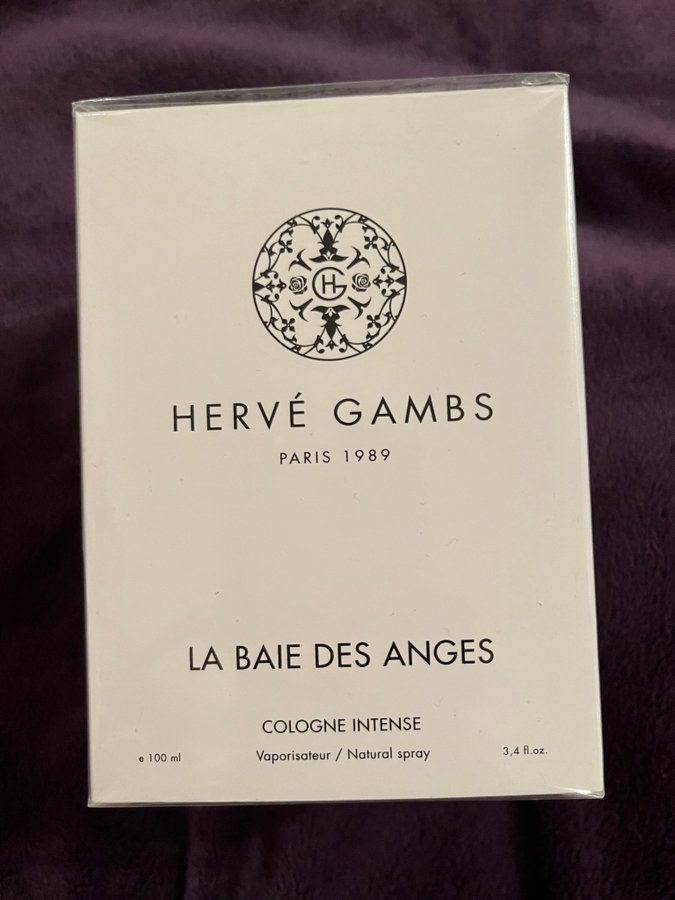 HG
HERVÉ GAMBS
PARIS 1989
LA BAIE DES ANGES
COLOGNE INTENSE
e 100 ml Vaporisateur / Natural spray 3,4 fl.oz.